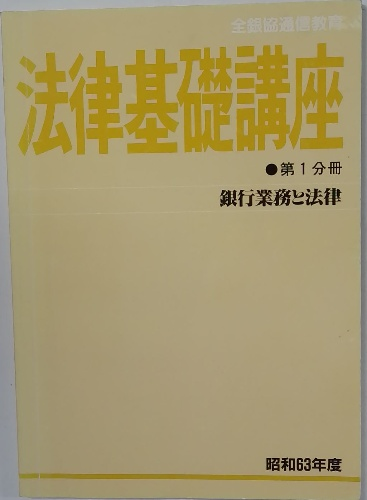 全銀協通信教育
法律基礎講座
●第1分冊
銀行業務と法律
昭和63年度